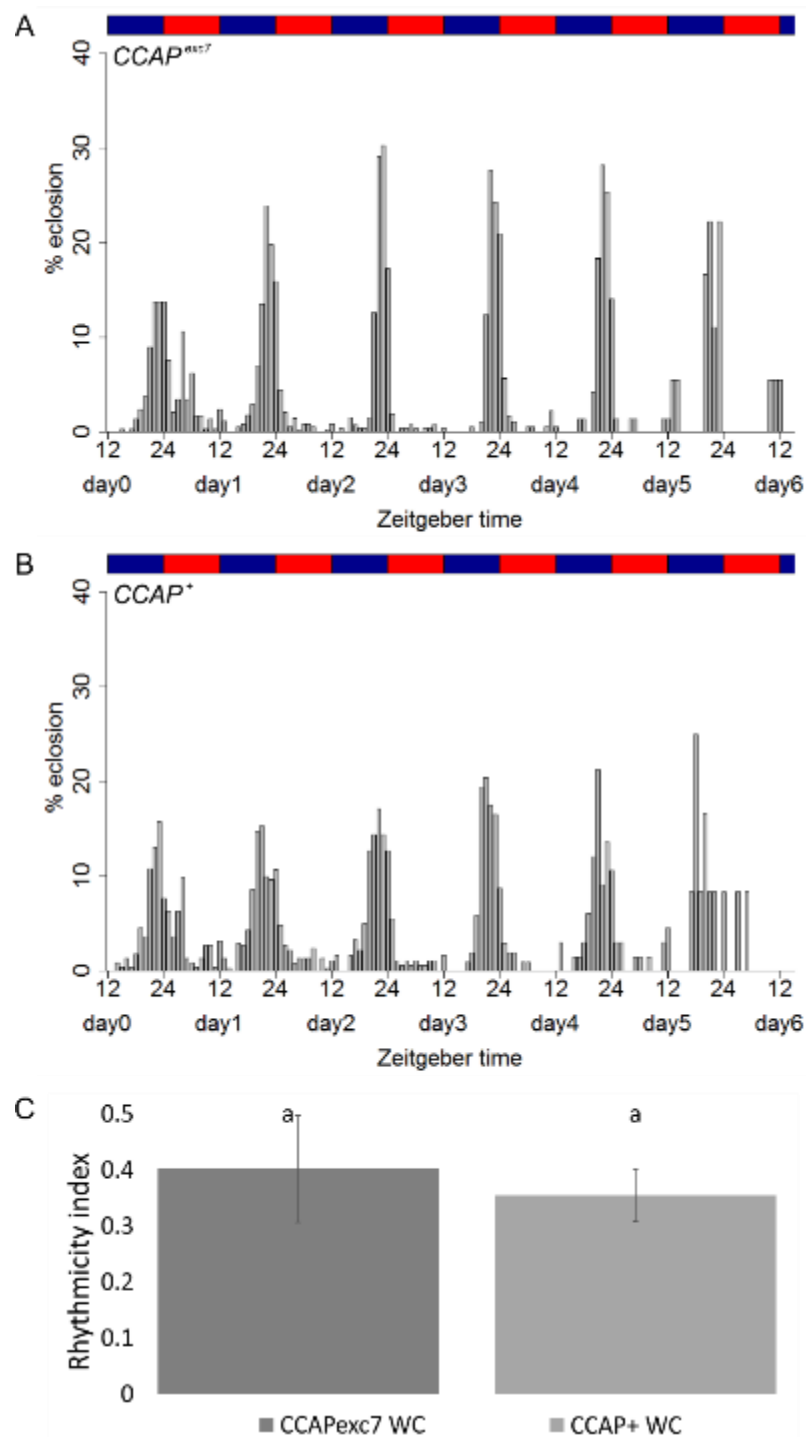 A
CCAP^exc7
40
30
20
10
0
% eclosion
12 24 12 24 12 24 12 24 12 24 12 24 12
day0 day1 day2 day3 day4 day5 day6
Zeitgeber time
B
CCAP^+
40
30
20
10
0
% eclosion
12 24 12 24 12 24 12 24 12 24 12 24 12
day0 day1 day2 day3 day4 day5 day6
Zeitgeber time
C
0.5
0.4
0.3
0.2
0.1
0
Rhythmicity index
a a
CCAPexc7 WC CCAP+ WC